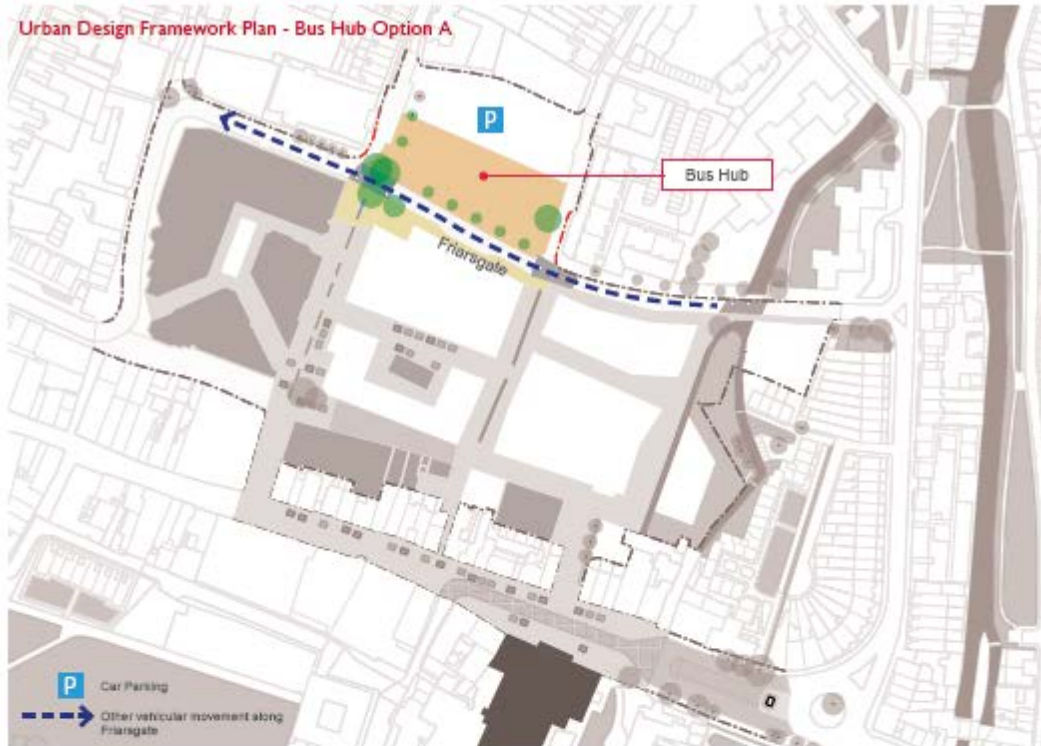 Urban Design Framework Plan - Bus Hub Option A
P
Bus Hub
Friarsgate
P Car Parking
Other vehicular movement along
Friarsgate